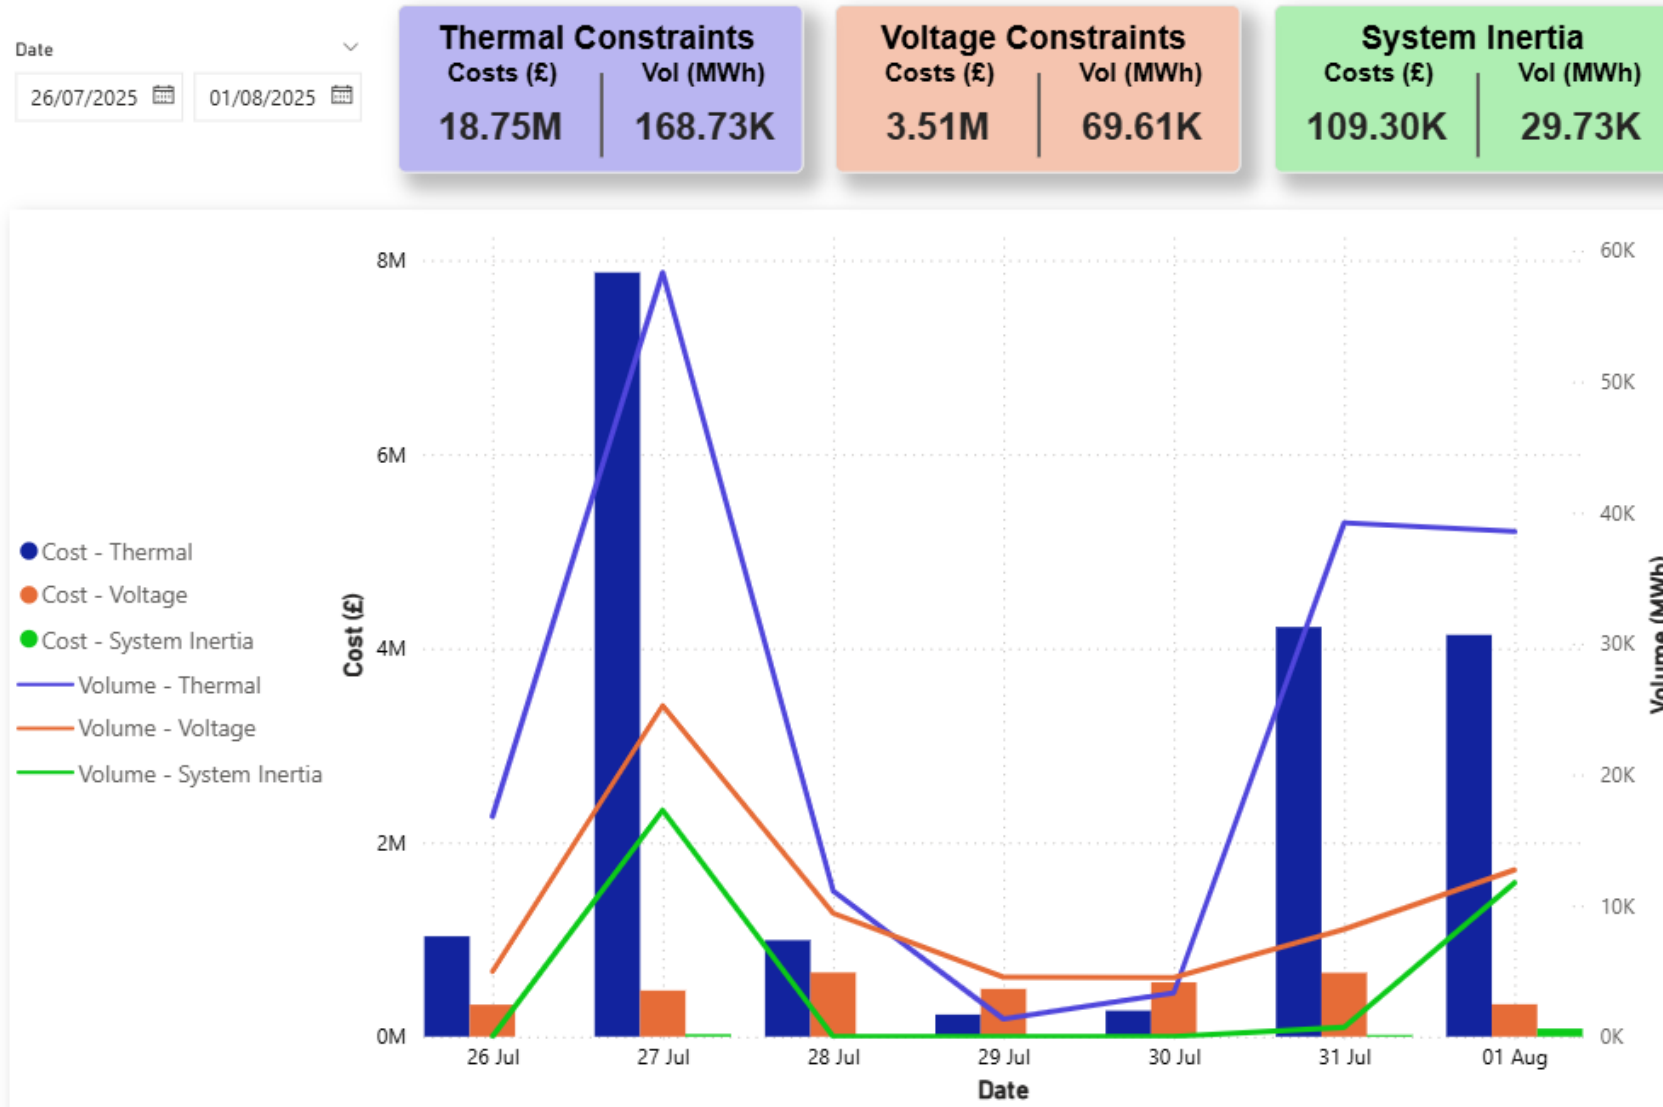 Date
26/07/2025
01/08/2025
Thermal Constraints
Costs (£) Vol (MWh)
18.75M 168.73K
Voltage Constraints
Costs (£) Vol (MWh)
3.51M 69.61K
System Inertia
Costs (£) Vol (MWh)
109.30K 29.73K
Cost - Thermal
Cost - Voltage
Cost - System Inertia
Volume - Thermal
Volume - Voltage
Volume - System Inertia
Cost (£)
8M
6M
4M
2M
0M
60K
50K
40K
30K
20K
10K
0K
Volume (MWh)
26 Jul
27 Jul
28 Jul
29 Jul
30 Jul
31 Jul
01 Aug
Date